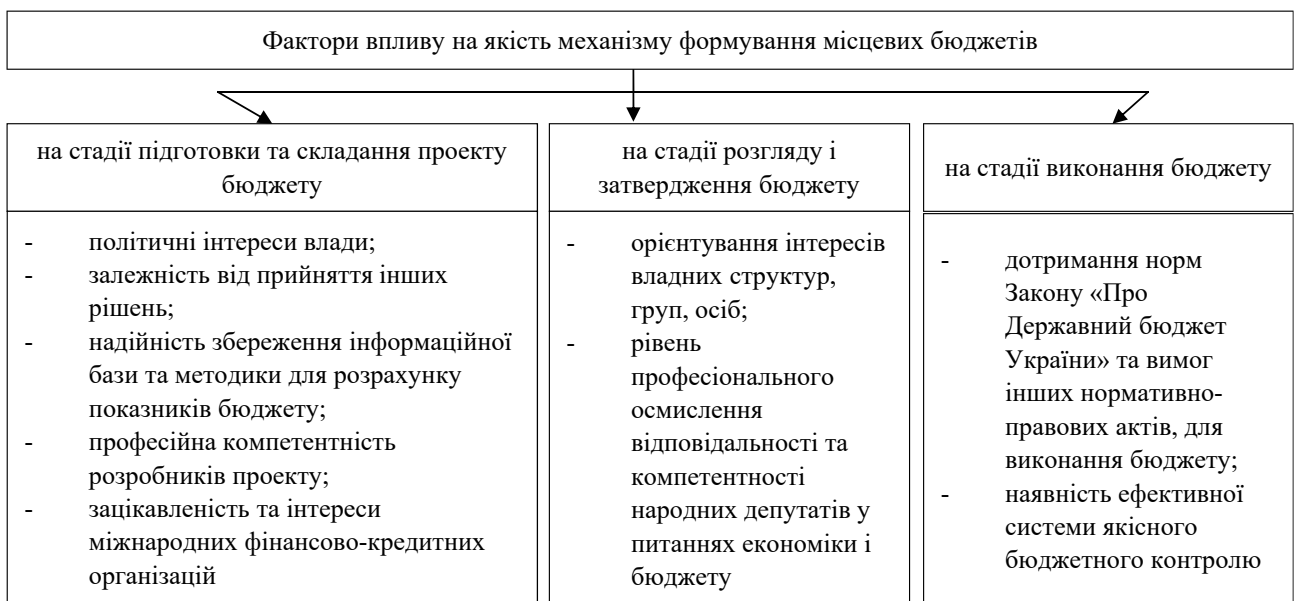 Фактори впливу на якість механізму формування місцевих бюджетів
на стадії підготовки та складання проекту
бюджету
- політичні інтереси влади;
- залежність від прийняття інших
рішень;
- надійність збереження інформаційної
бази та методики для розрахунку
показників бюджету;
- професійна компетентність
розробників проекту;
- зацікавленість та інтереси
міжнародних фінансово-кредитних
організацій
на стадії розгляду і
затвердження бюджету
- орієнтування інтересів
владних структур,
груп, осіб;
- рівень
професіонального
осмислення
відповідальності та
компетентності
народних депутатів у
питаннях економіки і
бюджету
на стадії виконання бюджету
- дотримання норм
Закону «Про
Державний бюджет
України» та вимог
інших нормативно-
правових актів, для
виконання бюджету;
- наявність ефективної
системи якісного
бюджетного контролю